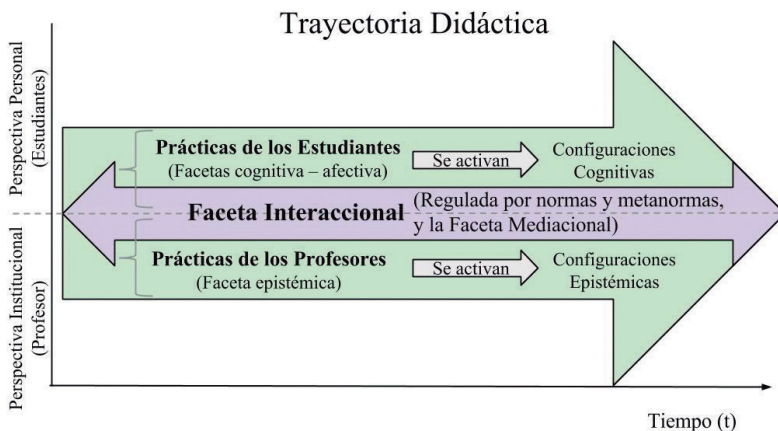 Trayectoria Didáctica
Perspectiva Personal
(Estudiantes)
Prácticas de los Estudiantes
(Facetas cognitiva – afectiva)
Se activan
Configuraciones
Cognitivas
Faceta Interaccional
(Regulada por normas y metanormas,
y la Faceta Mediacional)
Perspectiva Institucional
(Profesor)
Prácticas de los Profesores
(Faceta epistémica)
Se activan
Configuraciones
Epistémicas
Tiempo (t)